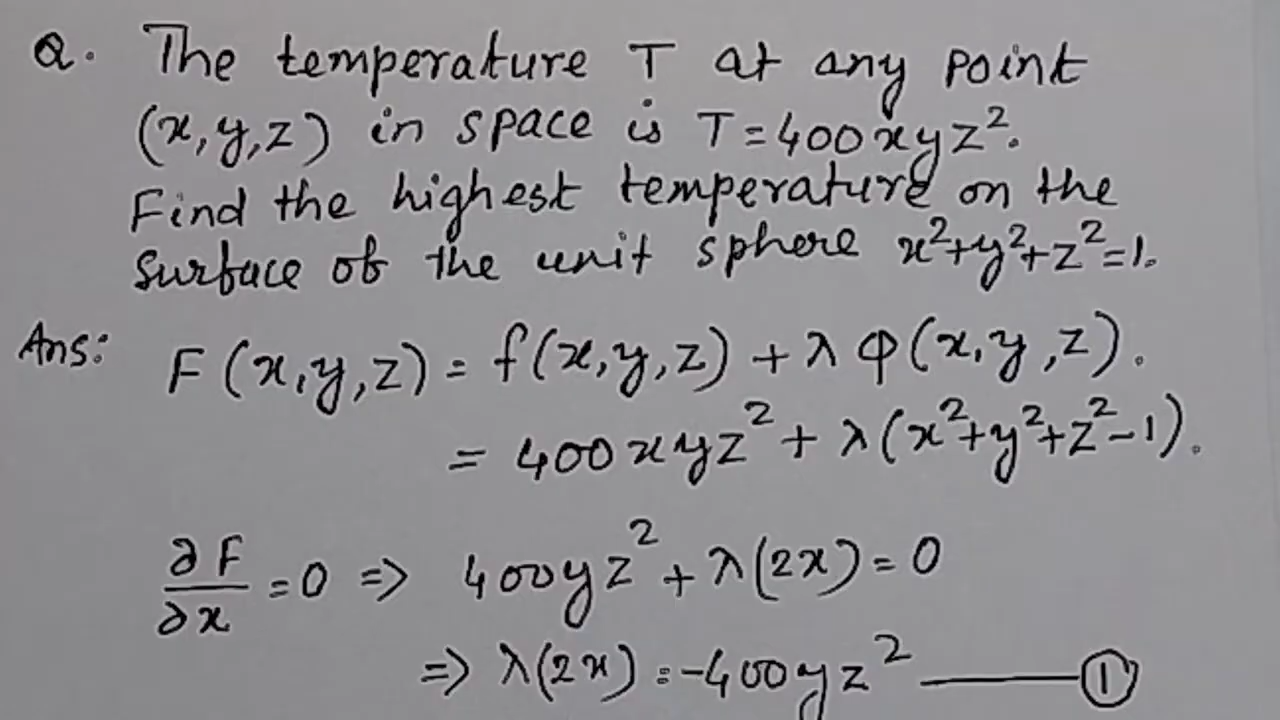 Q. The temperature T at any point
(x,y,z) in space is T=400xyz².
Find the highest temperature on the
surface of the unit sphere x²+y²+z²=1.
Ans: F(x,y,z) = f(x,y,z) + λ φ(x,y,z).
= 400xyz² + λ(x²+y²+z²-1).
∂F/∂x = 0 => 400yz² + λ(2x) = 0
=> λ(2x) = -400yz² —— ①